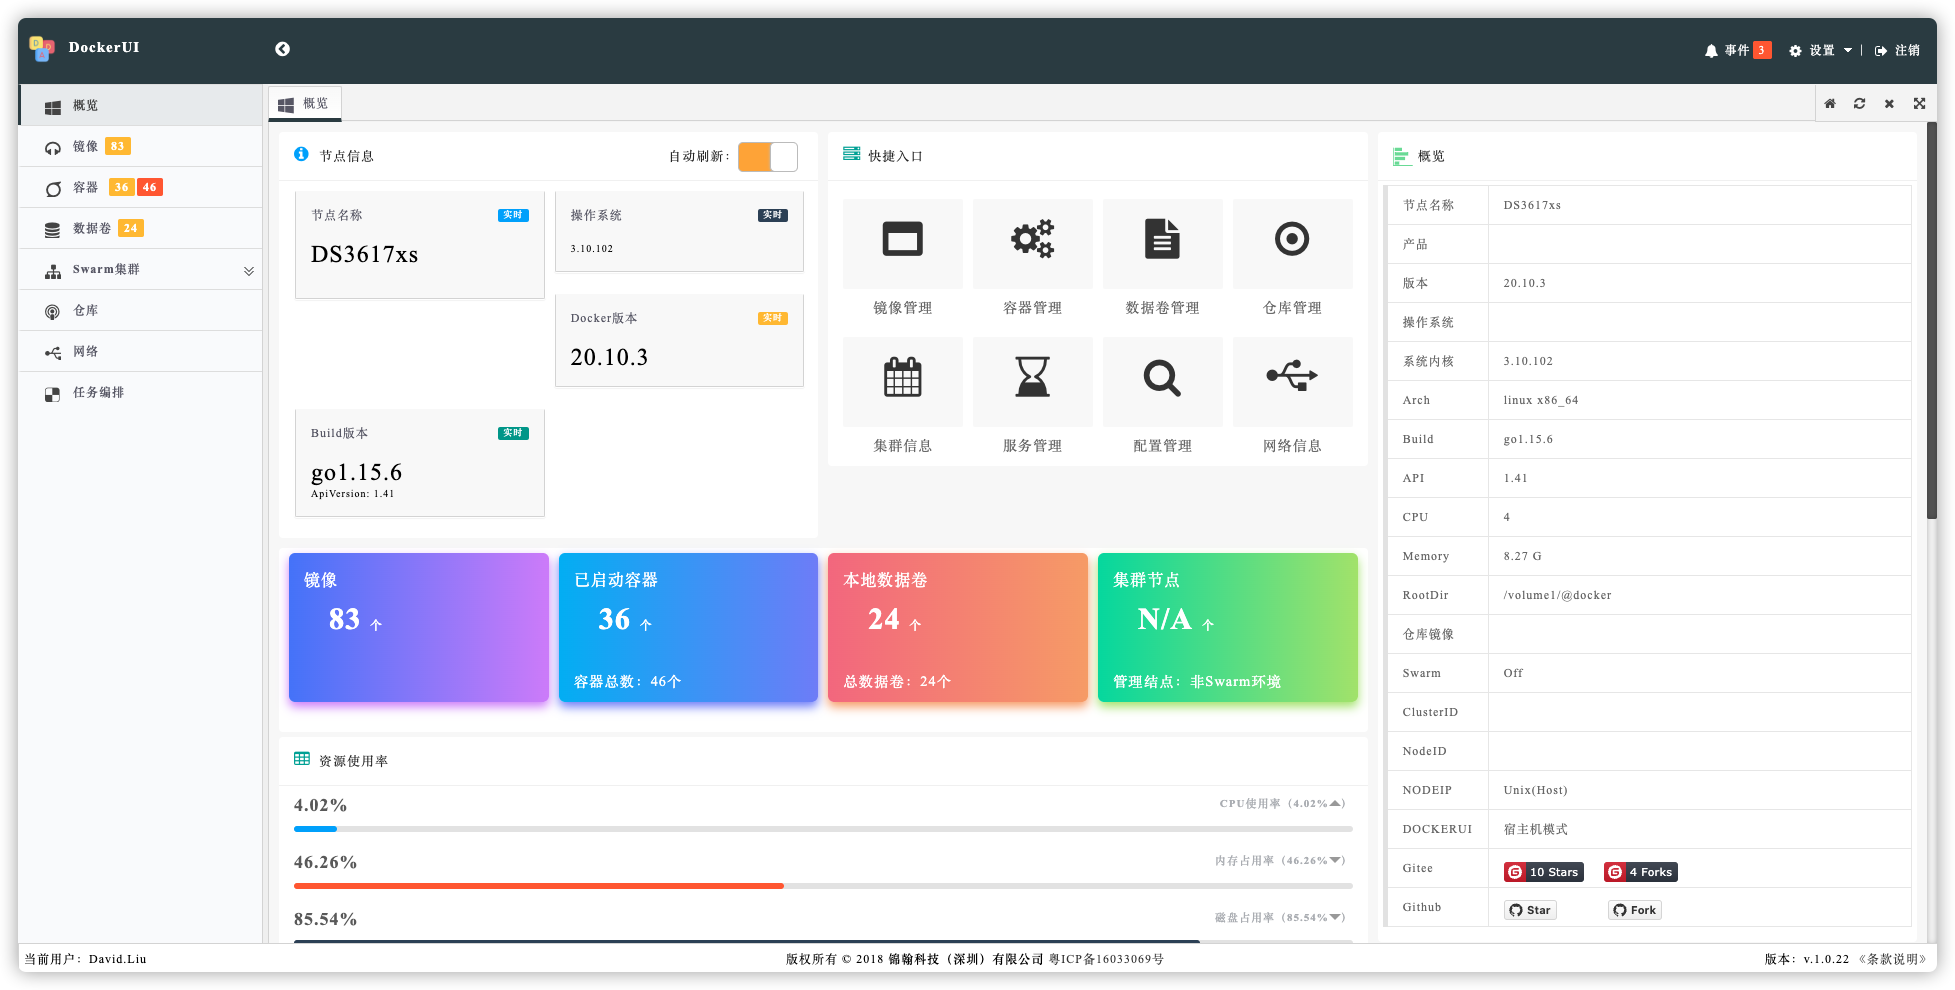 DockerUI
事件 3
设置
注销
概览
镜像 83
容器 36 46
数据卷 24
Swarm集群
仓库
网络
任务编排
概览
节点信息
自动刷新：
节点名称 实时
DS3617xs
操作系统 实时
3.10.102
Docker版本 实时
20.10.3
Build版本 实时
go1.15.6
ApiVersion: 1.41
快捷入口
镜像管理
容器管理
数据卷管理
仓库管理
集群信息
服务管理
配置管理
网络信息
镜像
83 个
已启动容器
36 个
容器总数：46个
本地数据卷
24 个
总数据卷：24个
集群节点
N/A 个
管理结点：非Swarm环境
资源使用率
4.02%
CPU使用率（4.02%）
46.26%
内存占用率（46.26%）
85.54%
磁盘占用率（85.54%）
概览
节点名称 DS3617xs
产品
版本 20.10.3
操作系统
系统内核 3.10.102
Arch linux x86_64
Build go1.15.6
API 1.41
CPU 4
Memory 8.27 G
RootDir /volume1/@docker
仓库镜像
Swarm Off
ClusterID
NodeID
NODEIP Unix(Host)
DOCKERUI 宿主机模式
Gitee 10 Stars 4 Forks
Github Star Fork
当前用户：David.Liu
版权所有 © 2018 锦翰科技（深圳）有限公司 粤ICP备16033069号
版本：v.1.0.22 《条款说明》